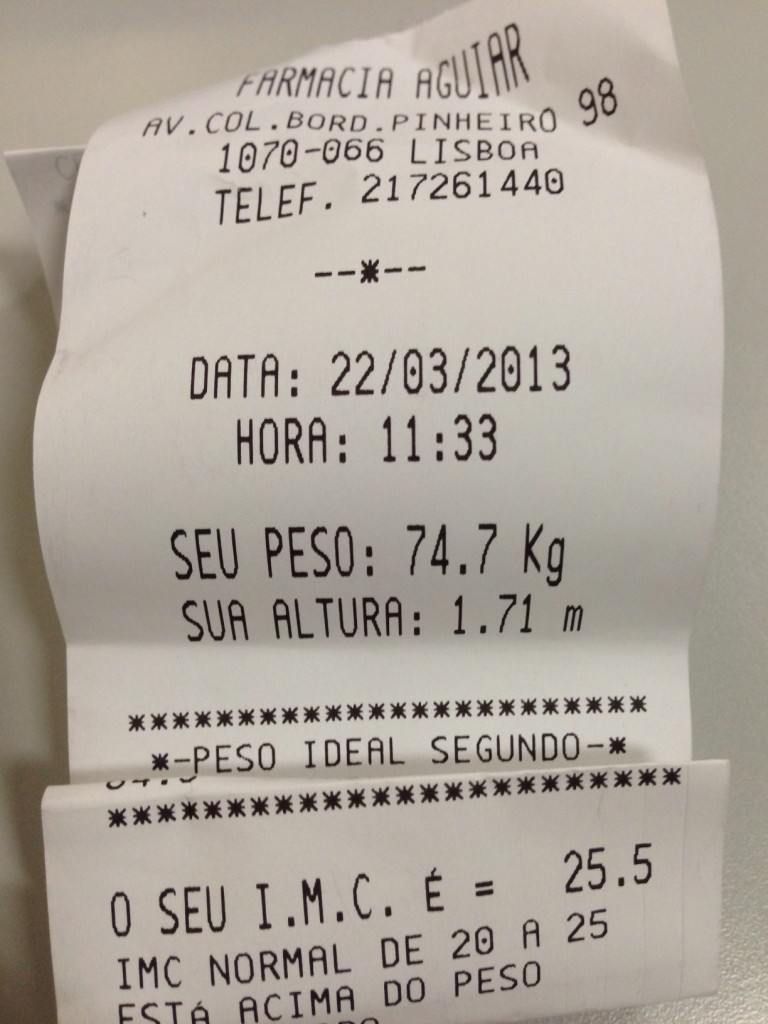 FARMACIA AGUIAR
AV.COL.BORD.PINHEIRO 98
1070-066 LISBOA
TELEF. 217261440
--*--
DATA: 22/03/2013
HORA: 11:33
SEU PESO: 74.7 Kg
SUA ALTURA: 1.71 m
************************
*-PESO IDEAL SEGUNDO-*
*************************
O SEU I.M.C. É = 25.5
IMC NORMAL DE 20 A 25
ESTÁ ACIMA DO PESO